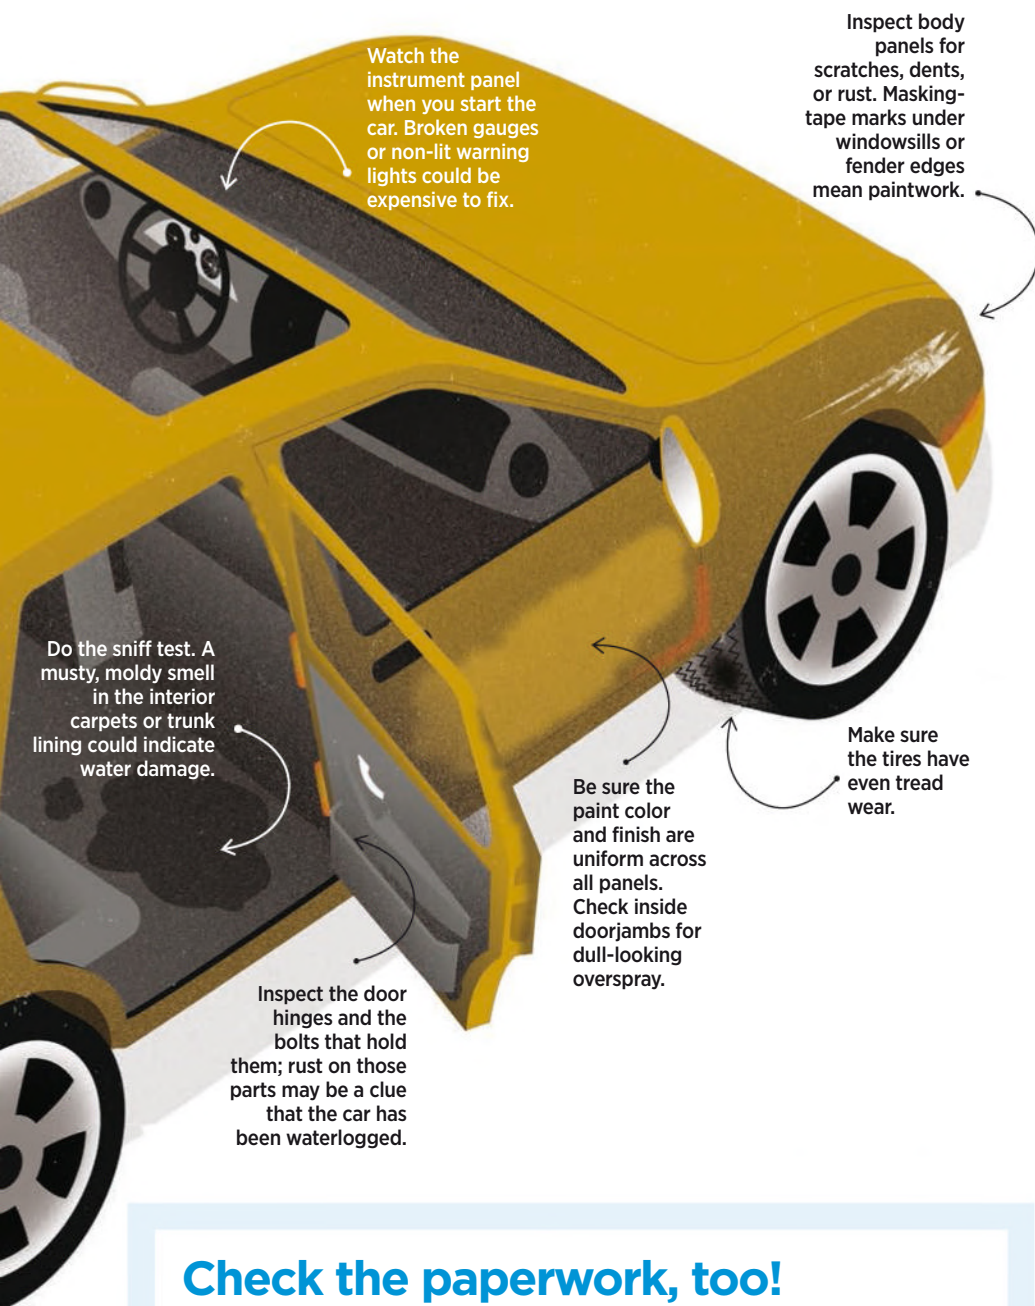 Inspect body
panels for
scratches, dents,
or rust. Masking-
tape marks under
windowsills or
fender edges
mean paintwork.
Watch the
instrument panel
when you start the
car. Broken gauges
or non-lit warning
lights could be
expensive to fix.
Do the sniff test. A
musty, moldy smell
in the interior
carpets or trunk
lining could indicate
water damage.
Make sure
the tires have
even tread
wear.
Be sure the
paint color
and finish are
uniform across
all panels.
Check inside
doorjambs for
dull-looking
overspray.
Inspect the door
hinges and the
bolts that hold
them; rust on those
parts may be a clue
that the car has
been waterlogged.
Check the paperwork, too!